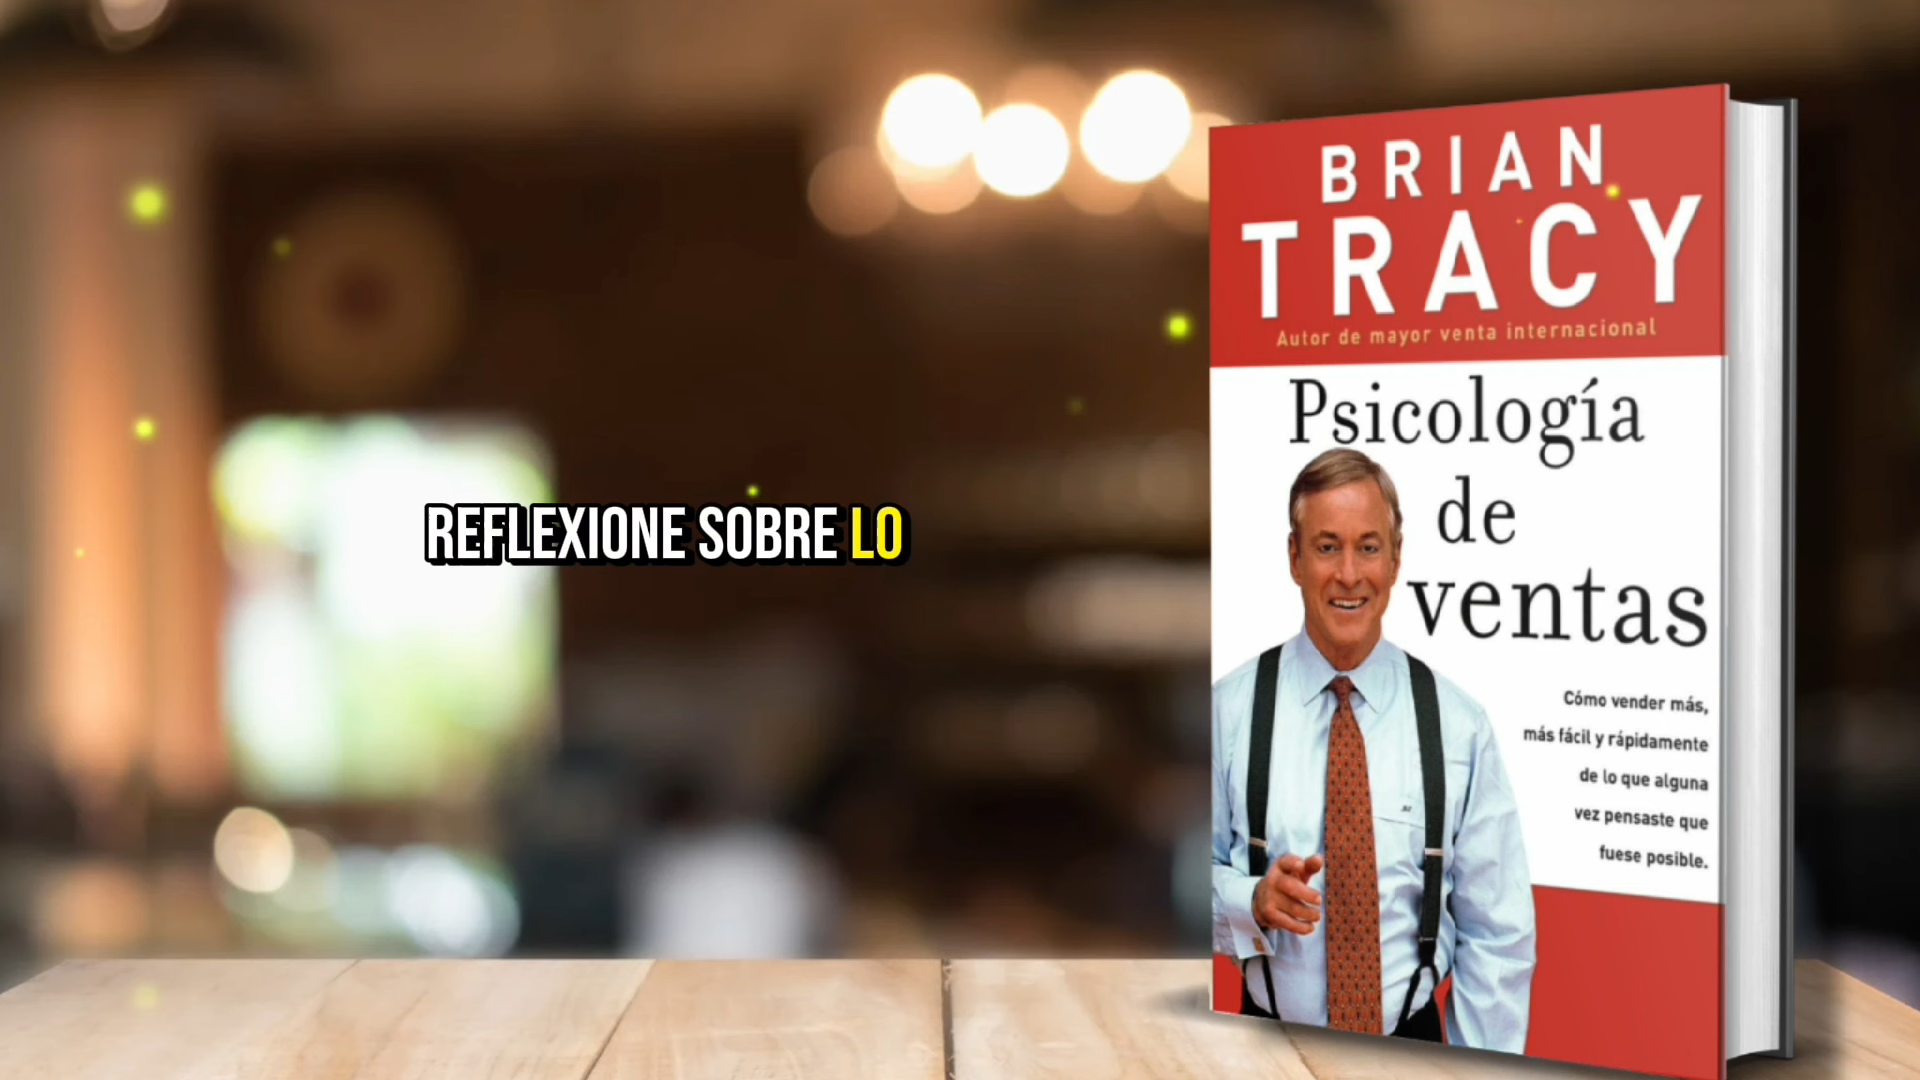 REFLEXIONE SOBRE LO
BRIAN
TRACY
Autor de mayor venta internacional
Psicología
de
ventas
Cómo vender más,
más fácil y rápidamente
de lo que alguna
vez pensaste que
fuese posible.